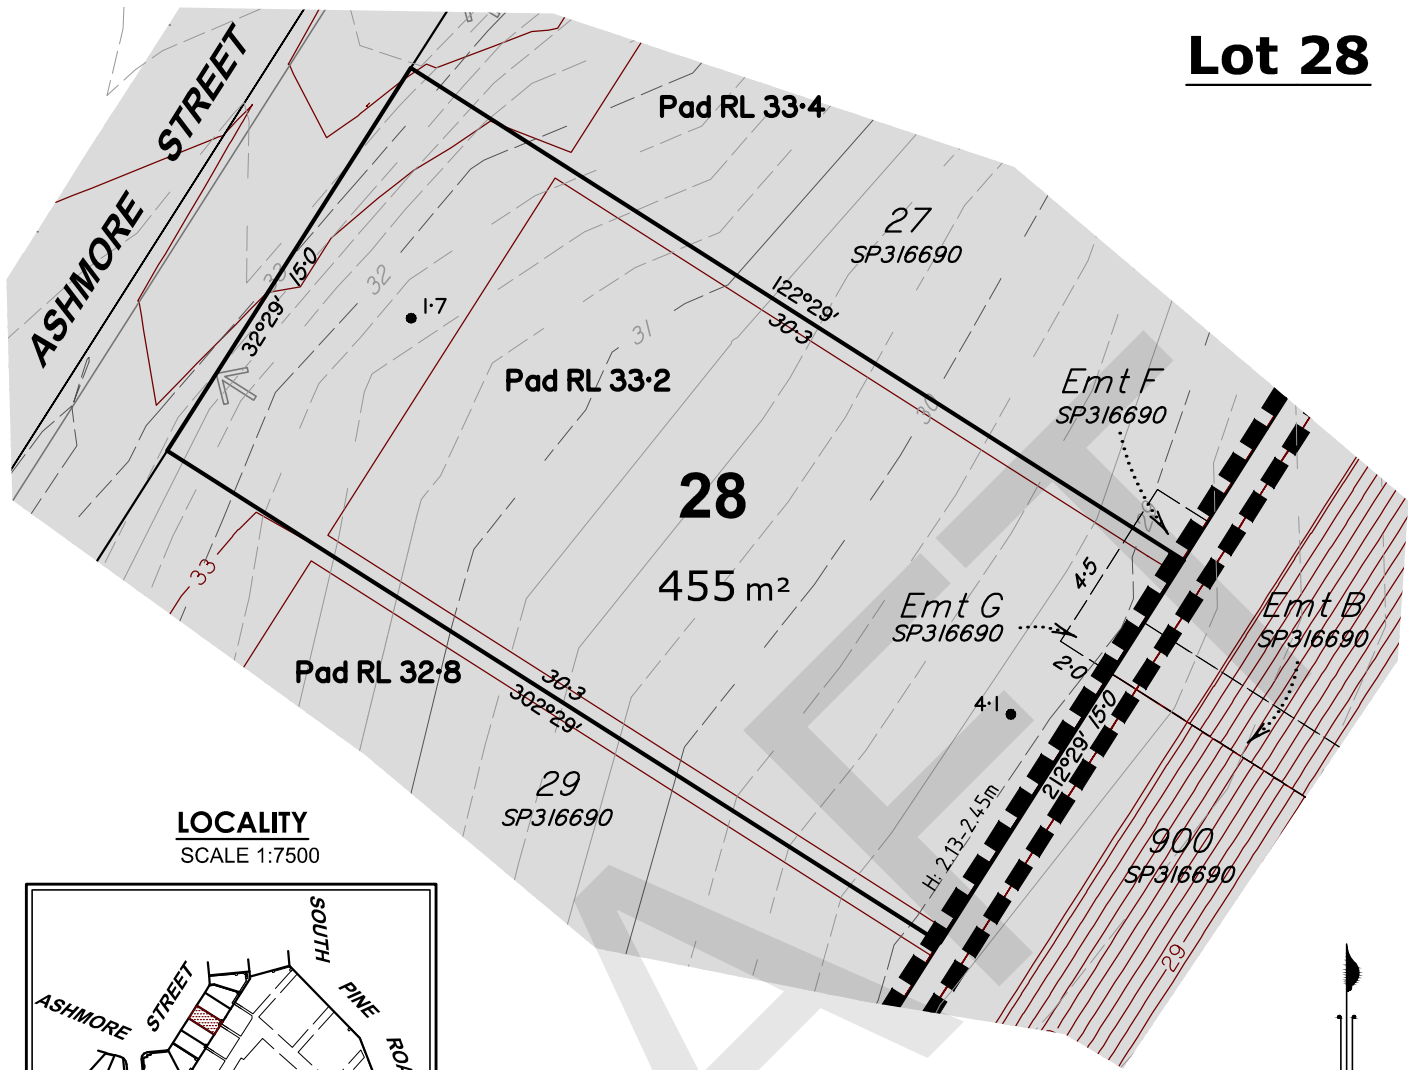 Lot 28
ASHMORE STREET
Pad RL 33·4
27
SP316690
33
32
31
30
32°29' 15·0
1·7
122°29'
30·3
Pad RL 33·2
Emt F
SP316690
28
455 m²
4·5
Emt G
SP316690
2·0
Emt B
SP316690
33
Pad RL 32·8
30·3
302°29'
4·1
212°29' 15·0
H: 2.13-2.45m
29
SP316690
900
SP316690
29
LOCALITY
SCALE 1:7500
SOUTH PINE
ASHMORE STREET